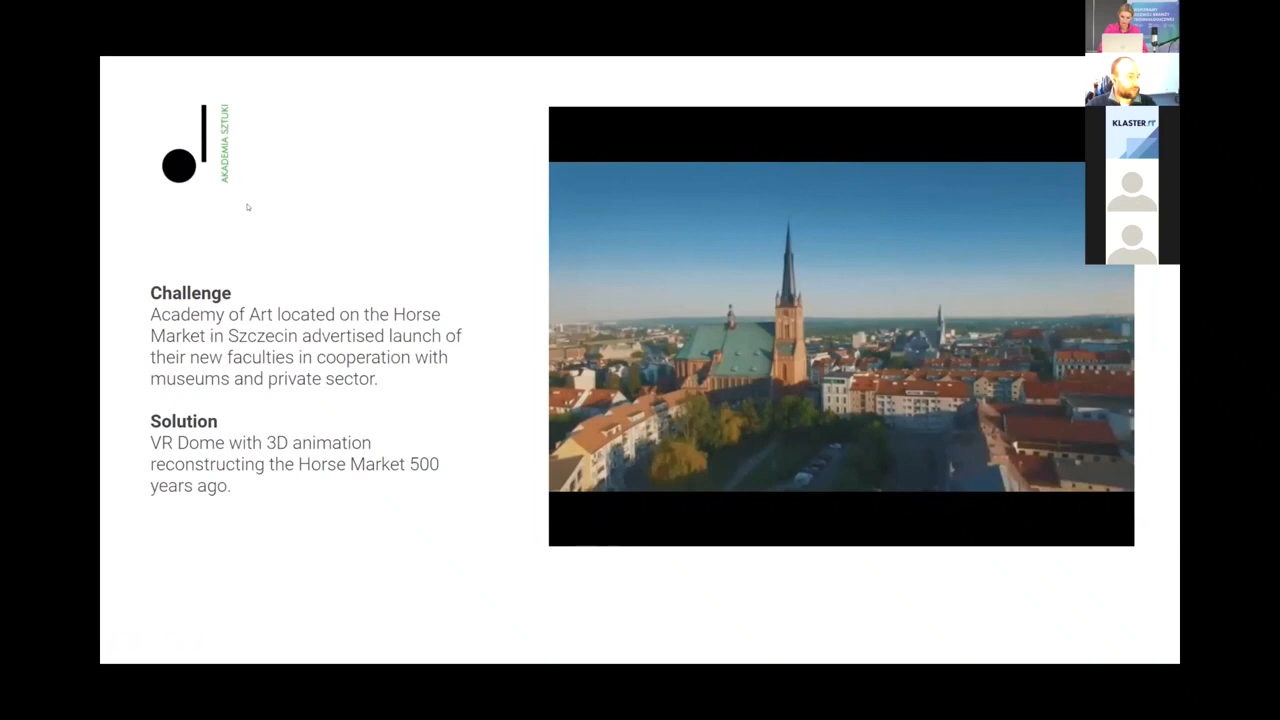 AKADEMIA SZTUKI
Challenge
Academy of Art located on the Horse
Market in Szczecin advertised launch of
their new faculties in cooperation with
museums and private sector.
Solution
VR Dome with 3D animation
reconstructing the Horse Market 500
years ago.
KLASTER IT